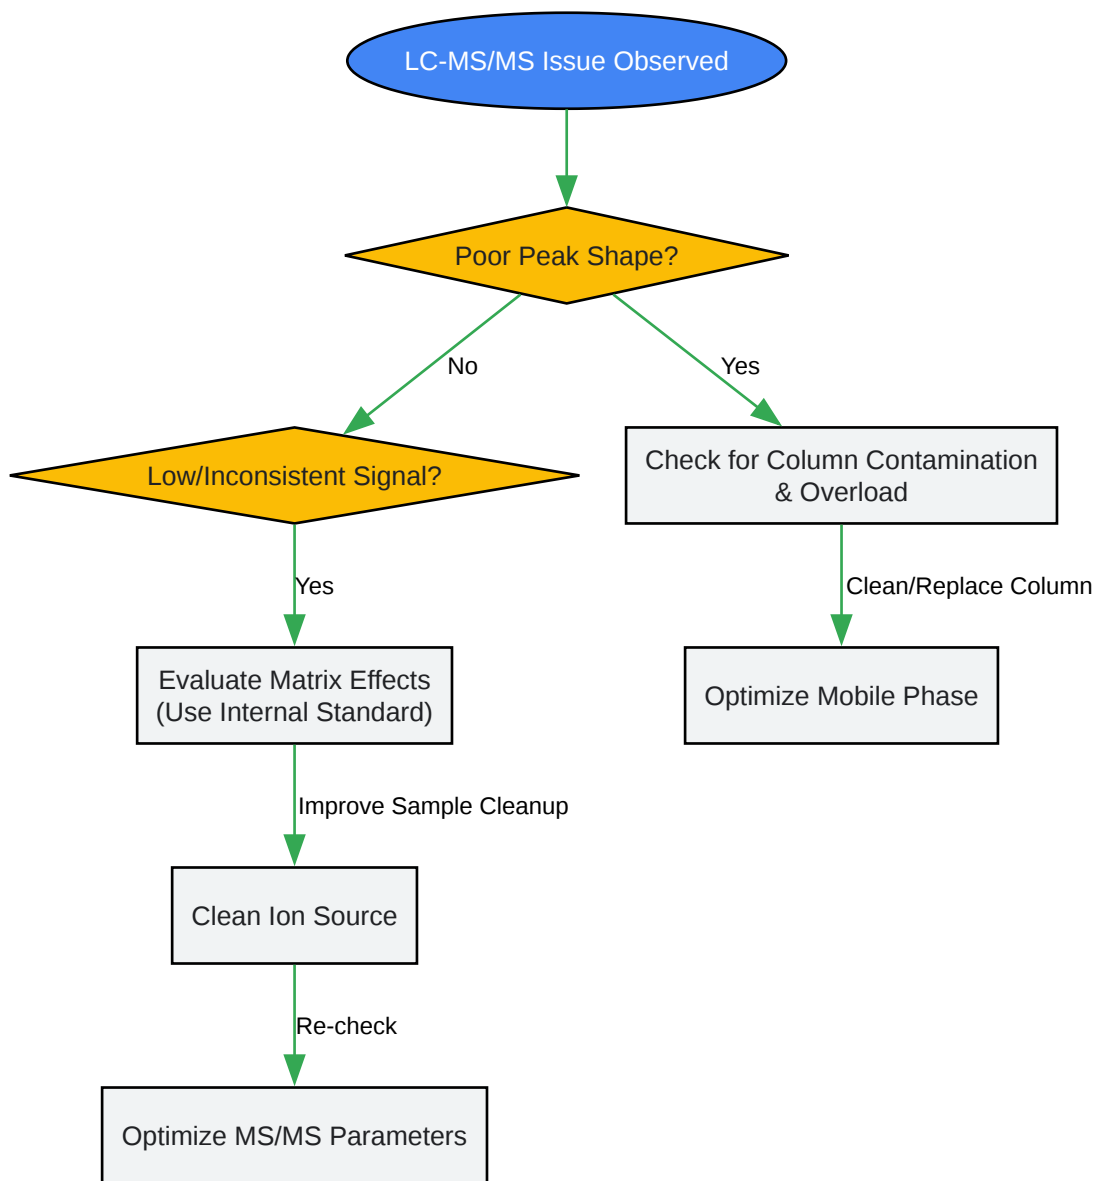 LC-MS/MS Issue Observed
Poor Peak Shape?
No
Yes
Low/Inconsistent Signal?
Check for Column Contamination
& Overload
Yes
Clean/Replace Column
Evaluate Matrix Effects
(Use Internal Standard)
Optimize Mobile Phase
Improve Sample Cleanup
Clean Ion Source
Re-check
Optimize MS/MS Parameters